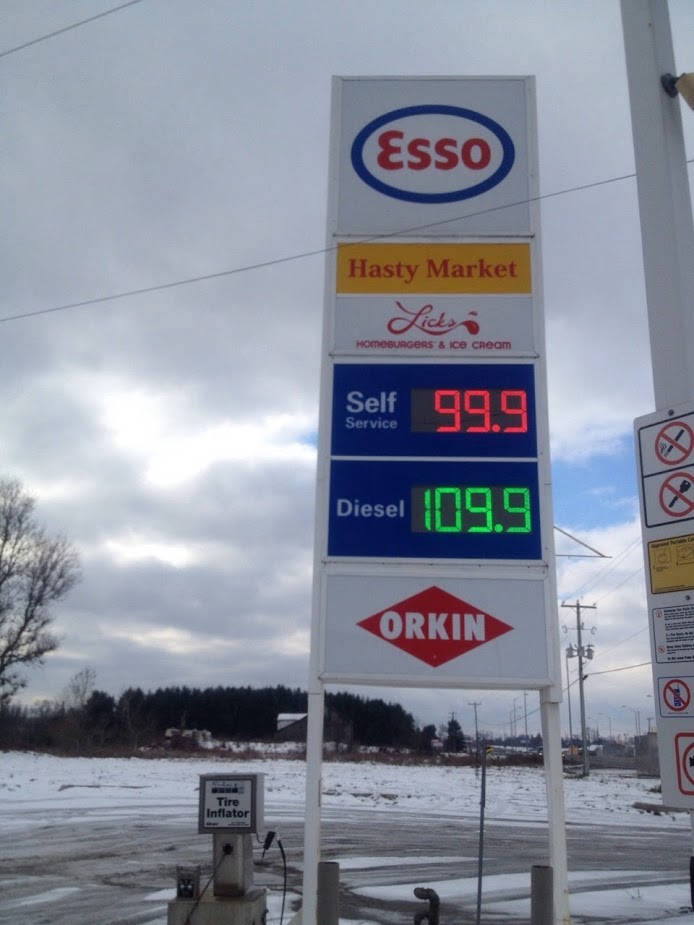 Esso
Hasty Market
Licks
HOMEBURGERS & ICE CREAM
Self
Service
99.9
Diesel
109.9
ORKIN
Tire
Inflator